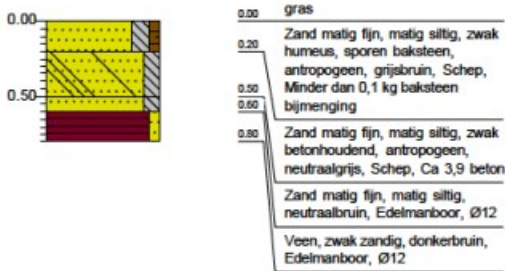 0.00
0.50
0.00
gras
0.20
Zand matig fijn, matig siltig, zwak
humeus, sporen baksteen,
antropogeen, grijsbruin, Schep,
Minder dan 0,1 kg baksteen
bijmenging
0.50
0.60
0.80
Zand matig fijn, matig siltig, zwak
betonhoudend, antropogeen,
neutraalgrijs, Schep, Ca 3,9 beton
Zand matig fijn, matig siltig,
neutraalbruin, Edelmanboor, Ø12
Veen, zwak zandig, donkerbruin,
Edelmanboor, Ø12